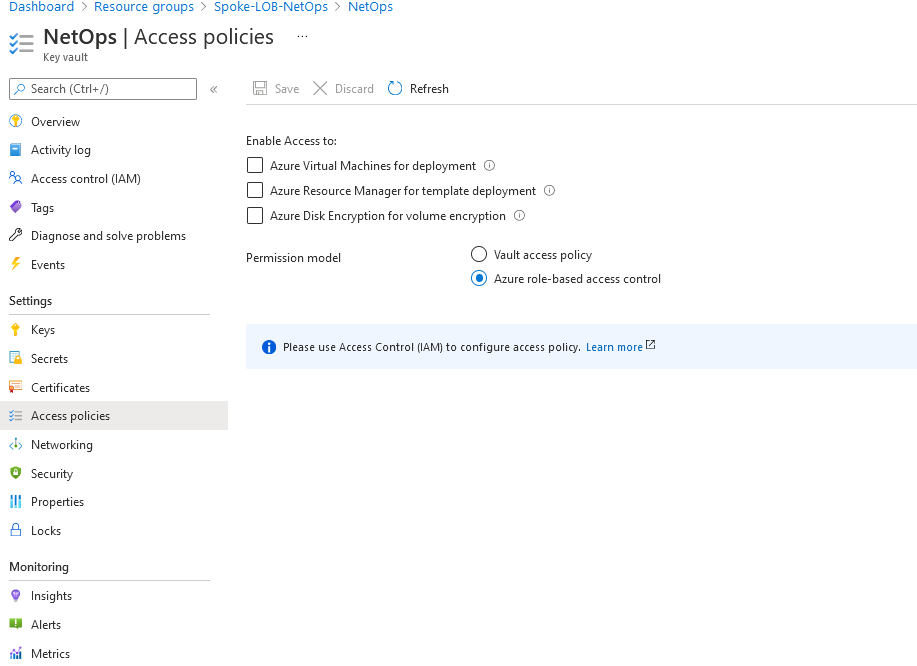 Dashboard > Resource groups > Spoke-LOB-NetOps > NetOps
NetOps | Access policies ...
Key vault
Search (Ctrl+/) «
Overview
Activity log
Access control (IAM)
Tags
Diagnose and solve problems
Events
Settings
Keys
Secrets
Certificates
Access policies
Networking
Security
Properties
Locks
Monitoring
Insights
Alerts
Metrics
Save Discard Refresh
Enable Access to:
Azure Virtual Machines for deployment
Azure Resource Manager for template deployment
Azure Disk Encryption for volume encryption
Permission model
Vault access policy
Azure role-based access control
Please use Access Control (IAM) to configure access policy. Learn more